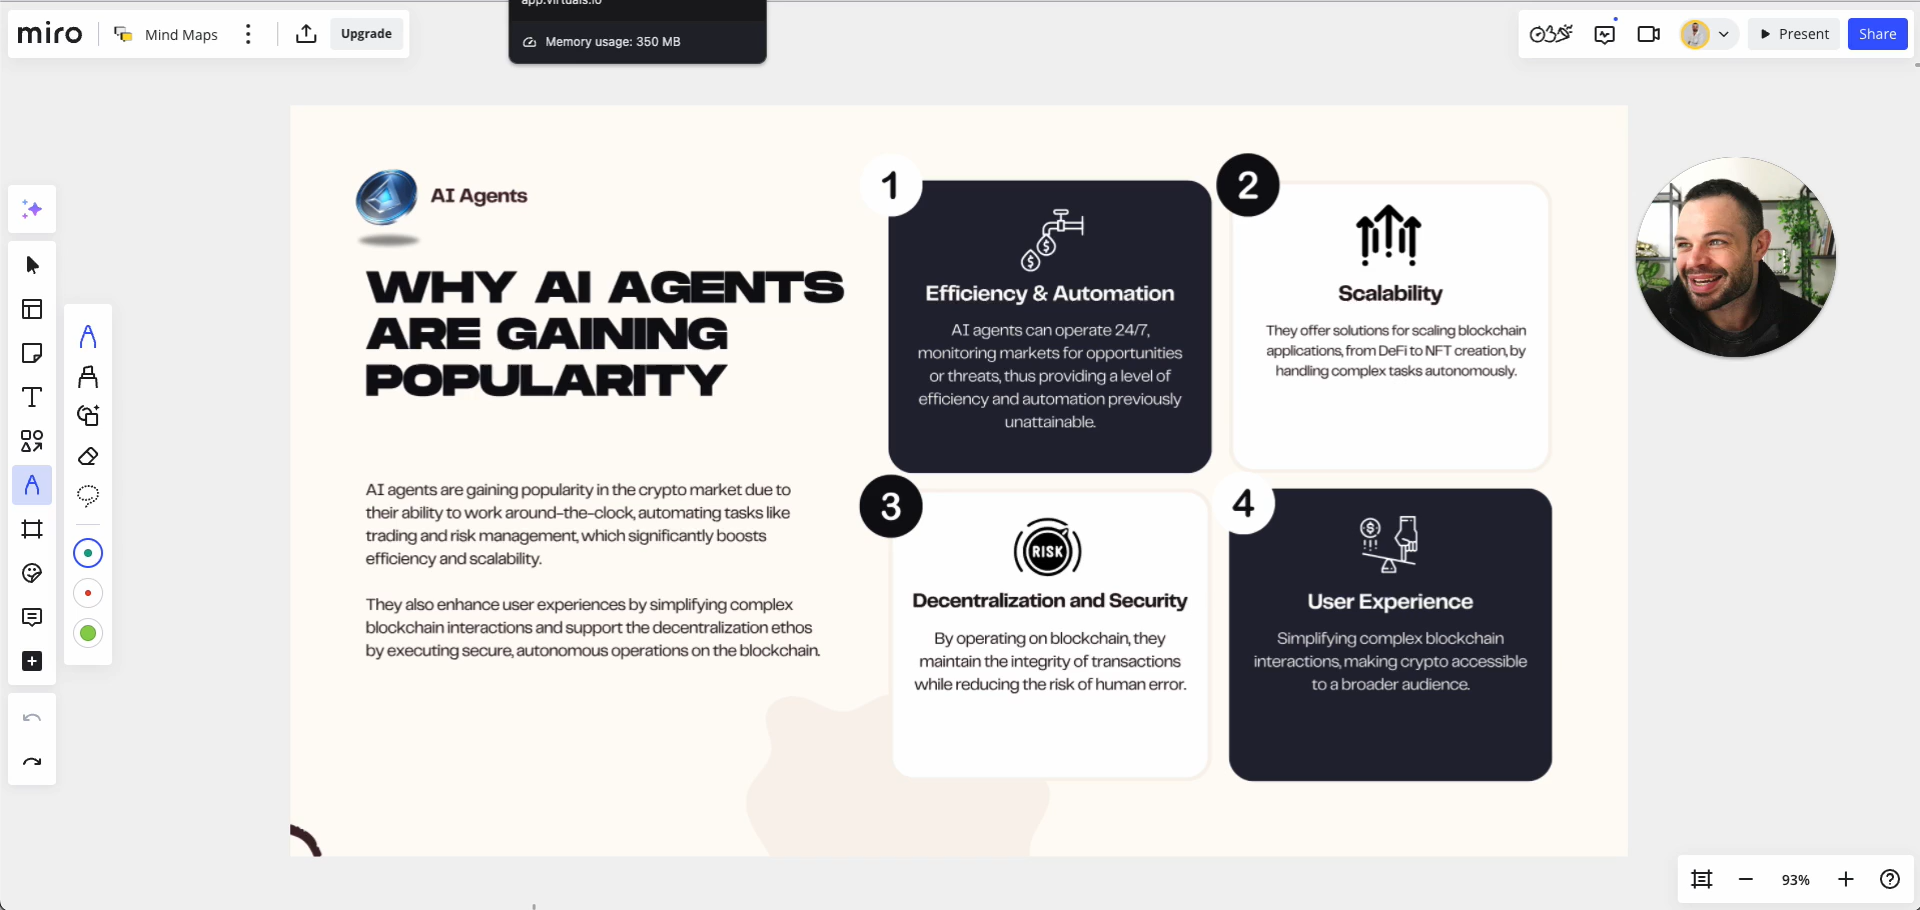 app.virtuals.io
Memory usage: 350 MB
miro
Mind Maps
Upgrade
Present
Share
AI Agents
WHY AI AGENTS
ARE GAINING
POPULARITY
AI agents are gaining popularity in the crypto market due to
their ability to work around-the-clock, automating tasks like
trading and risk management, which significantly boosts
efficiency and scalability.
They also enhance user experiences by simplifying complex
blockchain interactions and support the decentralization ethos
by executing secure, autonomous operations on the blockchain.
1
Efficiency & Automation
AI agents can operate 24/7,
monitoring markets for opportunities
or threats, thus providing a level of
efficiency and automation previously
unattainable.
2
Scalability
They offer solutions for scaling blockchain
applications, from DeFi to NFT creation, by
handling complex tasks autonomously.
3
RISK
Decentralization and Security
By operating on blockchain, they
maintain the integrity of transactions
while reducing the risk of human error.
4
User Experience
Simplifying complex blockchain
interactions, making crypto accessible
to a broader audience.
93%